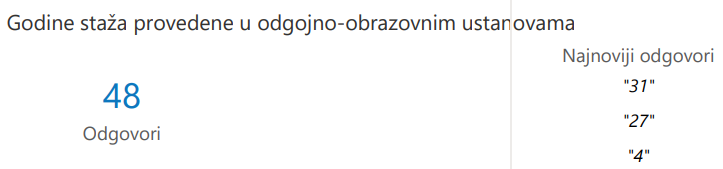 Godine staža provedene u odgojno-obrazovnim ustanovama
48
Odgovori
Najnoviji odgovori
"31"
"27"
"4"